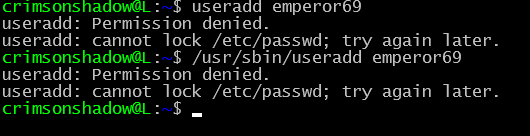 crimsonshadow@L:~$ useradd emperor69
useradd: Permission denied.
useradd: cannot lock /etc/passwd; try again later.
crimsonshadow@L:~$ /usr/sbin/useradd emperor69
useradd: Permission denied.
useradd: cannot lock /etc/passwd; try again later.
crimsonshadow@L:~$